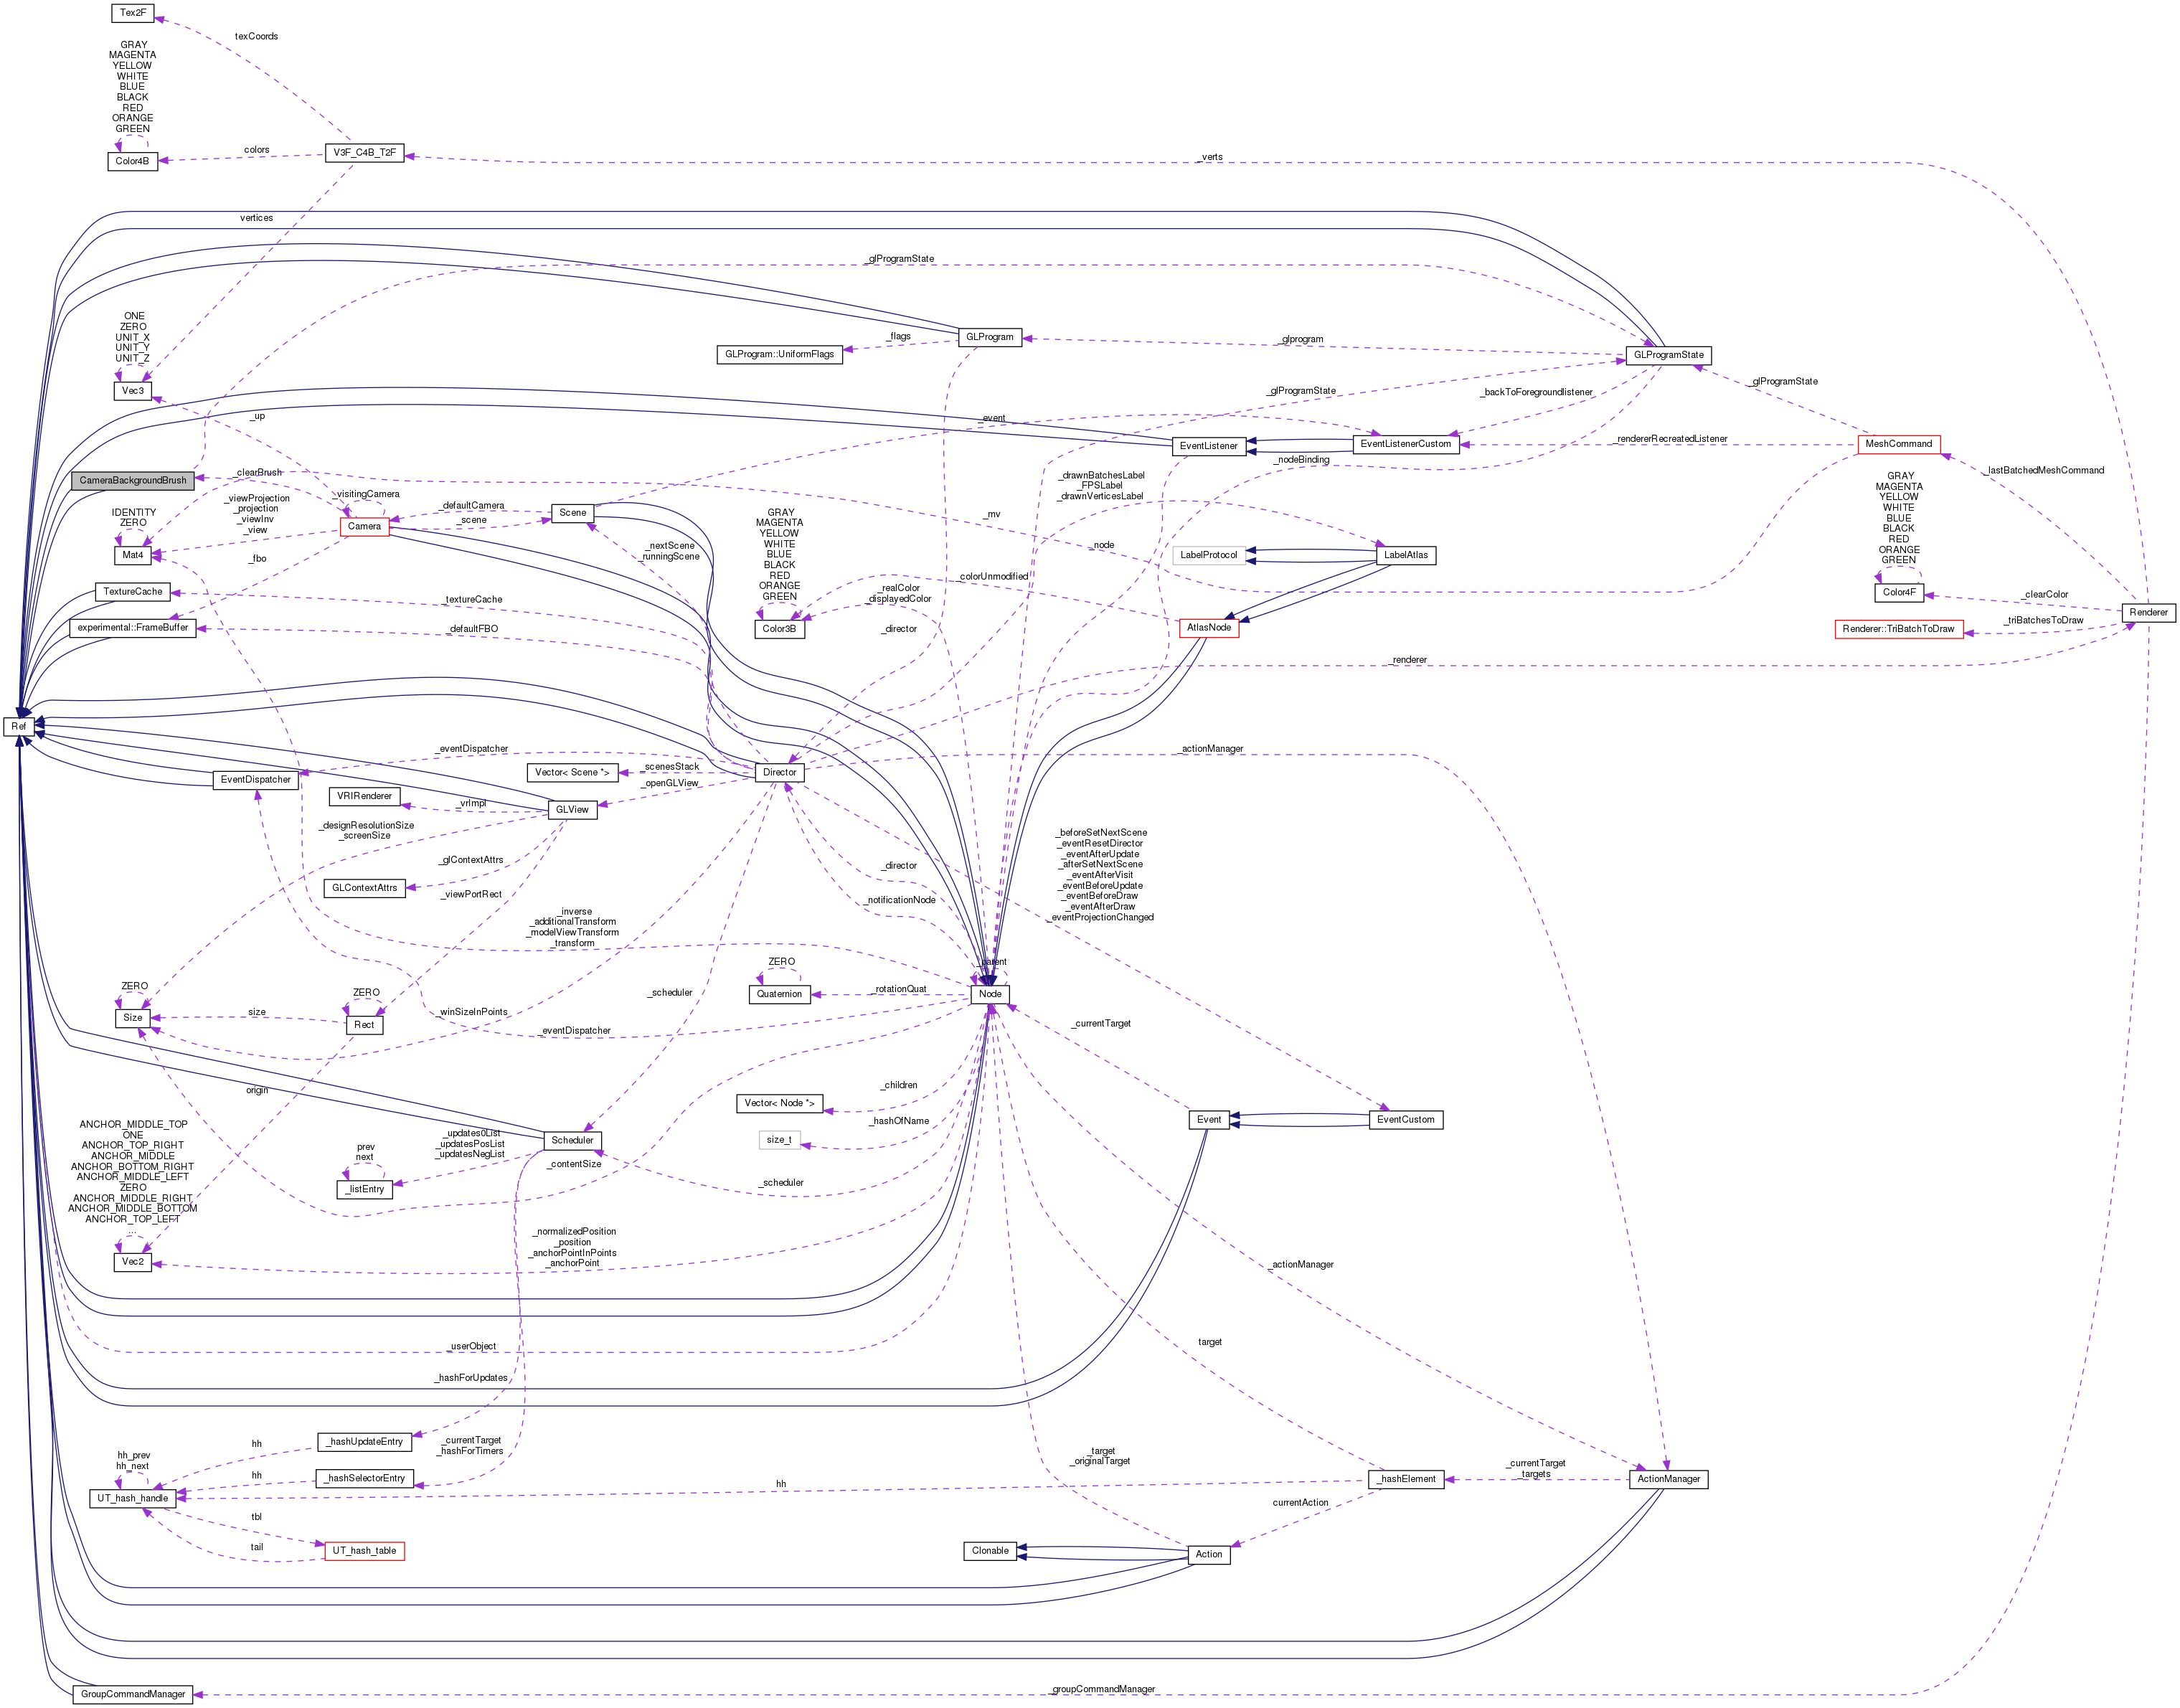 Tex2F
texCoords
GRAY
MAGENTA
YELLOW
WHITE
BLUE
BLACK
RED
ORANGE
GREEN
Color4B
colors
V3F_C4B_T2F
_verts
vertices
_glProgramState
ONE
ZERO
UNIT_X
UNIT_Y
UNIT_Z
Vec3
GLProgram::UniformFlags
_flags
GLProgram
_glprogram
GLProgramState
_glProgramState
_glProgramState
_backToForegroundlistener
_up
_event
EventListener
EventListenerCustom
_rendererRecreatedListener
MeshCommand
_lastBatchedMeshCommand
_nodeBinding
CameraBackgroundBrush
_clearBrush
_visitingCamera
_viewProjection
_projection
_viewInv
_view
Camera
_defaultCamera
_scene
Scene
_drawnBatchesLabel
_FPSLabel
_drawnVerticesLabel
_mv
_node
IDENTITY
ZERO
Mat4
_fbo
_nextScene
_runningScene
GRAY
MAGENTA
YELLOW
WHITE
BLUE
BLACK
RED
ORANGE
GREEN
Color3B
LabelProtocol
LabelAtlas
_colorUnmodified
_realColor
_displayedColor
GRAY
MAGENTA
YELLOW
WHITE
BLUE
BLACK
RED
ORANGE
GREEN
Color4F
_clearColor
Renderer
_triBatchesToDraw
Renderer::TriBatchToDraw
TextureCache
_textureCache
experimental::FrameBuffer
_defaultFBO
_director
AtlasNode
_renderer
Ref
_eventDispatcher
EventDispatcher
Vector< Scene *>
_scenesStack
Director
_actionManager
_openGLView
VRIRenderer
_vrImpl
GLView
_designResolutionSize
_screenSize
_glContextAttrs
GLContextAttrs
_viewPortRect
_director
_notificationNode
_beforeSetNextScene
_eventResetDirector
_eventAfterUpdate
_afterSetNextScene
_eventAfterVisit
_eventBeforeUpdate
_eventBeforeDraw
_eventAfterDraw
_eventProjectionChanged
_inverse
_additionalTransform
_modelViewTransform
_transform
_parent
ZERO
Quaternion
_rotationQuat
Node
_scheduler
ZERO
Size
size
ZERO
Rect
_winSizeInPoints
_eventDispatcher
_currentTarget
origin
_children
Vector< Node *>
_hashOfName
size_t
Event
EventCustom
ANCHOR_MIDDLE_TOP
ONE
ANCHOR_TOP_RIGHT
ANCHOR_MIDDLE
ANCHOR_BOTTOM_RIGHT
ANCHOR_MIDDLE_LEFT
ZERO
ANCHOR_MIDDLE_RIGHT
ANCHOR_MIDDLE_BOTTOM
ANCHOR_TOP_LEFT
...
Vec2
prev
next
_listEntry
_updates0List
_updatesPosList
_updatesNegList
Scheduler
_contentSize
_scheduler
_normalizedPosition
_position
_anchorPointInPoints
_anchorPoint
_actionManager
_userObject
target
_hashForUpdates
_hashUpdateEntry
hh
_currentTarget
_hashForTimers
_hashSelectorEntry
hh
hh_prev
hh_next
UT_hash_handle
tbl
tail
UT_hash_table
hh
_target
_originalTarget
_hashElement
_currentTarget
_targets
ActionManager
currentAction
Clonable
Action
GroupCommandManager
_groupCommandManager